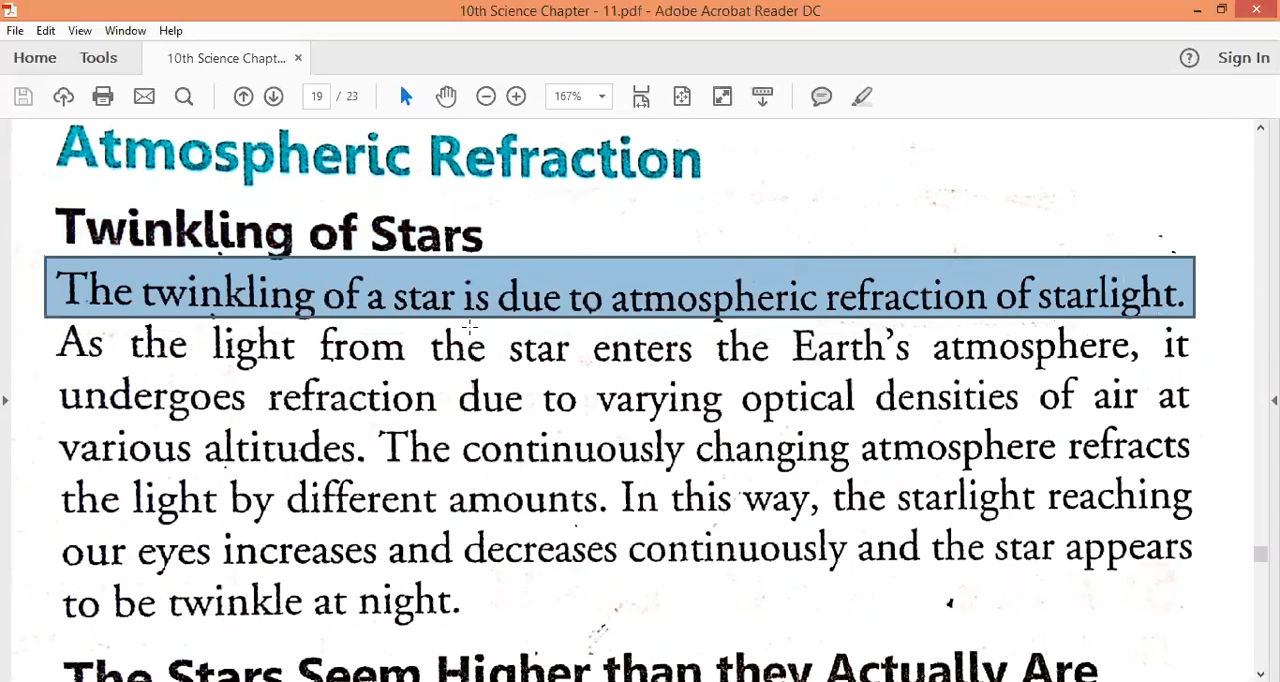 10th Science Chapter - 11.pdf - Adobe Acrobat Reader DC
File Edit View Window Help
Home Tools 10th Science Chapt... × ? Sign In
19 / 23 167%
Atmospheric Refraction
Twinkling of Stars
The twinkling of a star is due to atmospheric refraction of starlight.
As the light from the star enters the Earth's atmosphere, it
undergoes refraction due to varying optical densities of air at
various altitudes. The continuously changing atmosphere refracts
the light by different amounts. In this way, the starlight reaching
our eyes increases and decreases continuously and the star appears
to be twinkle at night.
The Stars Seem Higher than they Actually Are